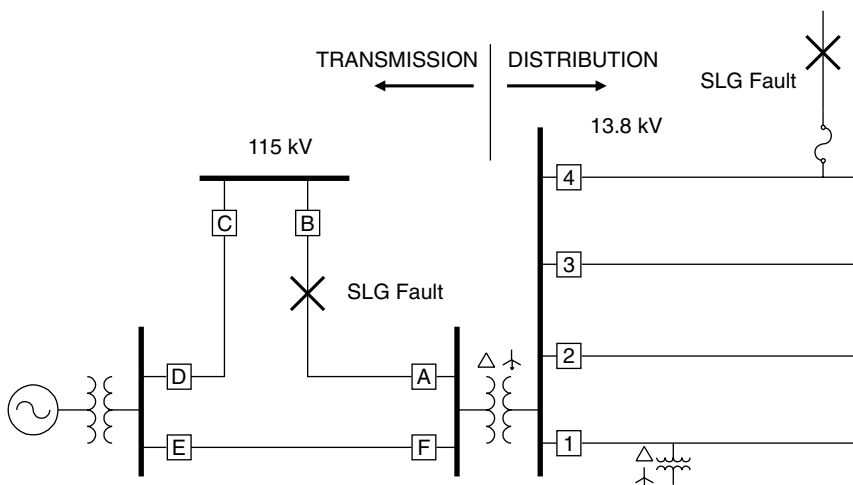 TRANSMISSION
DISTRIBUTION
SLG Fault
13.8 kV
115 kV
4
C
B
3
SLG Fault
D
A
2
E
F
1